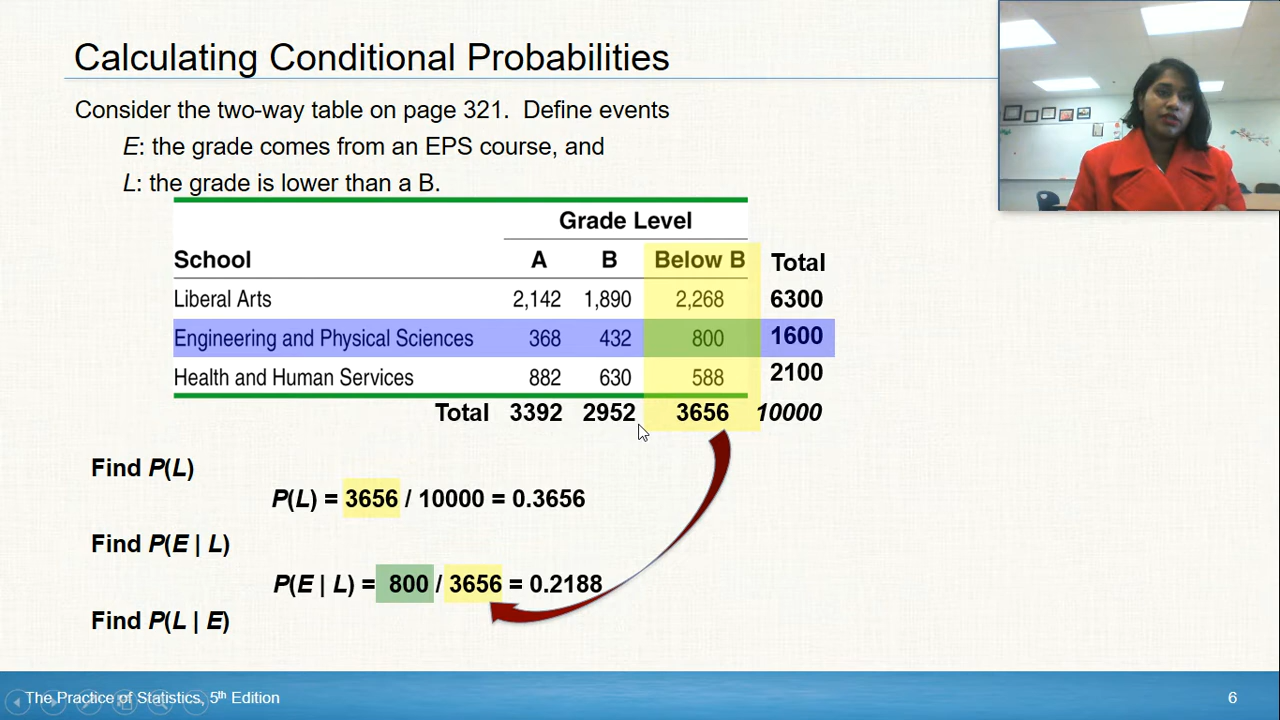 Calculating Conditional Probabilities
Consider the two-way table on page 321. Define events
E: the grade comes from an EPS course, and
L: the grade is lower than a B.
Grade Level
School A B Below B Total
Liberal Arts 2,142 1,890 2,268 6300
Engineering and Physical Sciences 368 432 800 1600
Health and Human Services 882 630 588 2100
Total 3392 2952 3656 10000
Find P(L)
P(L) = 3656 / 10000 = 0.3656
Find P(E | L)
P(E | L) = 800 / 3656 = 0.2188
Find P(L | E)
The Practice of Statistics, 5th Edition
6